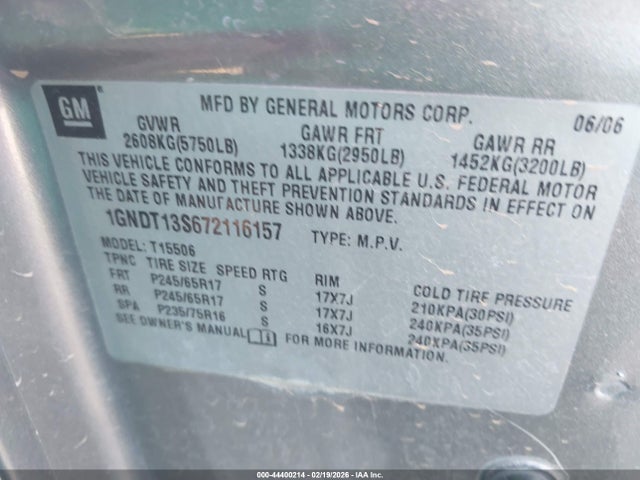 GM
MFD BY GENERAL MOTORS CORP. 06/06
GVWR GAWR FRT GAWR RR
2608KG(5750LB) 1338KG(2950LB) 1452KG(3200LB)
THIS VEHICLE CONFORMS TO ALL APPLICABLE U.S. FEDERAL MOTOR
VEHICLE SAFETY AND THEFT PREVENTION STANDARDS IN EFFECT ON
THE DATE OF MANUFACTURE SHOWN ABOVE.
1GNDT13S672116157 TYPE: M.P.V.
MODEL: T15506
TPNC TIRE SIZE SPEED RTG RIM COLD TIRE PRESSURE
FRT P245/65R17 S 17X7J 210KPA(30PSI)
RR P245/65R17 S 17X7J 240KPA(35PSI)
SPA P235/75R16 S 16X7J 240KPA(35PSI)
SEE OWNER'S MANUAL FOR MORE INFORMATION.
000-44400214 - 02/19/2026 - IAA Inc.